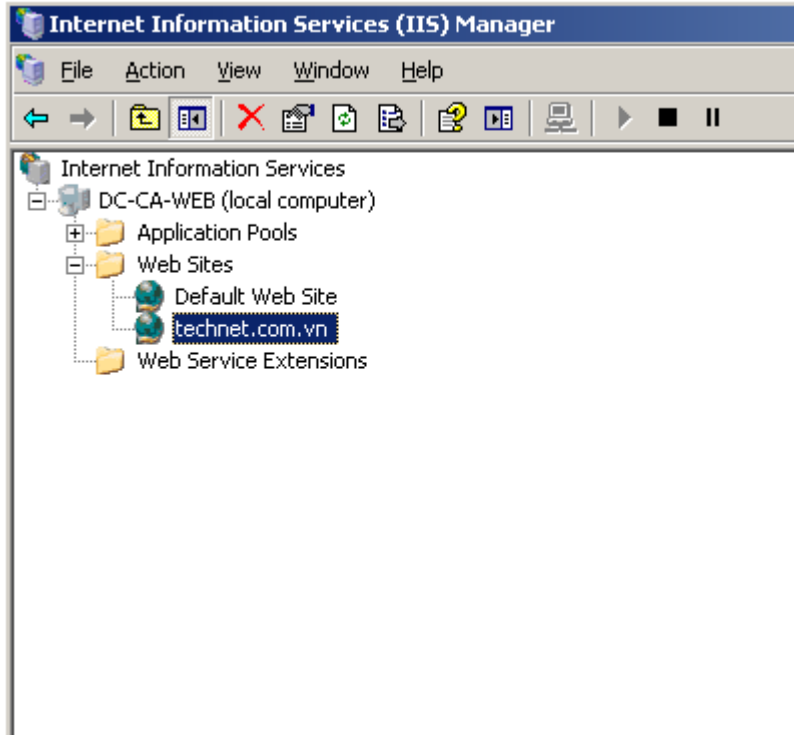 Internet Information Services (IIS) Manager
File Action View Window Help
Internet Information Services
DC-CA-WEB (local computer)
Application Pools
Web Sites
Default Web Site
technet.com.vn
Web Service Extensions